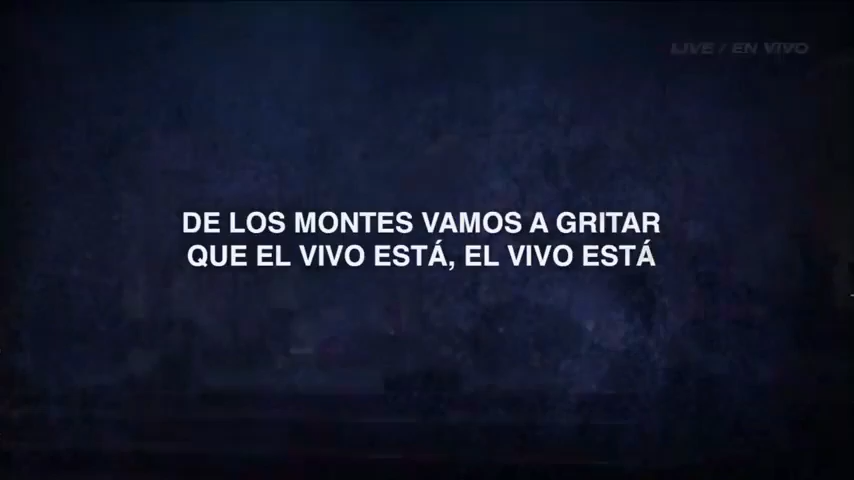 LIVE / EN VIVO
DE LOS MONTES VAMOS A GRITAR
QUE EL VIVO ESTÁ, EL VIVO ESTÁ